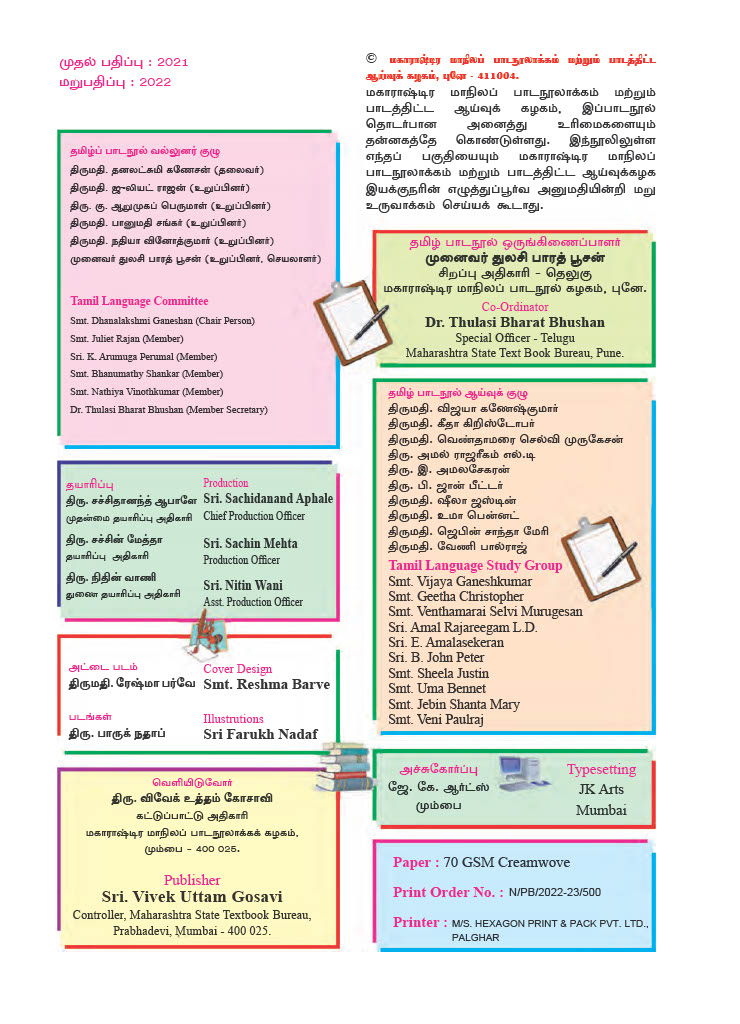 முதல் பதிப்பு : 2021
மறுபதிப்பு : 2022
© மகாராஷ்டிர மாநிலப் பாடநூலாக்கம் மற்றும் பாடத்திட்ட
ஆய்வுக் கழகம், புனே - 411004.
மகாராஷ்டிர மாநிலப் பாடநூலாக்கம் மற்றும்
பாடத்திட்ட ஆய்வுக் கழகம், இப்பாடநூல்
தொடர்பான அனைத்து உரிமைகளையும்
தன்னகத்தே கொண்டுள்ளது. இந்நூலிலுள்ள
எந்தப் பகுதியையும் மகாராஷ்டிர மாநிலப்
பாடநூலாக்கம் மற்றும் பாடத்திட்ட ஆய்வுக்கழக
இயக்குநரின் எழுத்துப்பூர்வ அனுமதியின்றி மறு
உருவாக்கம் செய்யக் கூடாது.
தமிழ்ப் பாடநூல் வல்லுனர் குழு
திருமதி. தனலட்சுமி கணேசன் (தலைவர்)
திருமதி. ஜுலியட் ராஜன் (உறுப்பினர்)
திரு. கு. ஆறுமுகப் பெருமாள் (உறுப்பினர்)
திருமதி. பானுமதி சங்கர் (உறுப்பினர்)
திருமதி. நதியா வினோத்குமார் (உறுப்பினர்)
முனைவர் துலசி பாரத் பூசன் (உறுப்பினர், செயலாளர்)
Tamil Language Committee
Smt. Dhanalakshmi Ganeshan (Chair Person)
Smt. Juliet Rajan (Member)
Sri. K. Arumuga Perumal (Member)
Smt. Bhanumathy Shankar (Member)
Smt. Nathiya Vinothkumar (Member)
Dr. Thulasi Bharat Bhushan (Member Secretary)
தமிழ் பாடநூல் ஒருங்கிணைப்பாளர்
முனைவர் துலசி பாரத் பூசன்
சிறப்பு அதிகாரி - தெலுகு
மகாராஷ்டிர மாநிலப் பாடநூல் கழகம், புனே.
Co-Ordinator
Dr. Thulasi Bharat Bhushan
Special Officer - Telugu
Maharashtra State Text Book Bureau, Pune.
தமிழ் பாடநூல் ஆய்வுக் குழு
திருமதி. விஜயா கணேஷ்குமார்
திருமதி. கீதா கிறிஸ்டோபர்
திருமதி. வெண்தாமரை செல்வி முருகேசன்
திரு. அமல் ராஜரீகம் எல்.டி
திரு. இ. அமலசேகரன்
திரு. பி. ஜான் பீட்டர்
திருமதி. ஷீலா ஜஸ்டின்
திருமதி. உமா பென்னட்
திருமதி. ஜெபின் சாந்தா மேரி
திருமதி. வேணி பால்ராஜ்
Tamil Language Study Group
Smt. Vijaya Ganeshkumar
Smt. Geetha Christopher
Smt. Venthamarai Selvi Murugesan
Sri. Amal Rajareegam L.D.
Sri. E. Amalasekeran
Sri. B. John Peter
Smt. Sheela Justin
Smt. Uma Bennet
Smt. Jebin Shanta Mary
Smt. Veni Paulraj
தயாரிப்பு Production
திரு. சச்சிதானந்த் ஆபாளே Sri. Sachidanand Aphale
முதன்மை தயாரிப்பு அதிகாரி Chief Production Officer
திரு. சச்சின் மேத்தா Sri. Sachin Mehta
தயாரிப்பு அதிகாரி Production Officer
திரு. நிதின் வாணி Sri. Nitin Wani
துணை தயாரிப்பு அதிகாரி Asst. Production Officer
அட்டை படம் Cover Design
திருமதி. ரேஷ்மா பர்வே Smt. Reshma Barve
படங்கள் Illustrutions
திரு. பாருக் நதாப் Sri Farukh Nadaf
வெளியிடுவோர்
திரு. விவேக் உத்தம் கோசாவி
கட்டுப்பாட்டு அதிகாரி
மகாராஷ்டிர மாநிலப் பாடநூலாக்கக் கழகம்,
மும்பை - 400 025.
Publisher
Sri. Vivek Uttam Gosavi
Controller, Maharashtra State Textbook Bureau,
Prabhadevi, Mumbai - 400 025.
அச்சுகோர்ப்பு Typesetting
ஜே. கே. ஆர்ட்ஸ் JK Arts
மும்பை Mumbai
Paper : 70 GSM Creamwove
Print Order No. : N/PB/2022-23/500
Printer : M/S. HEXAGON PRINT & PACK PVT. LTD.,
PALGHAR